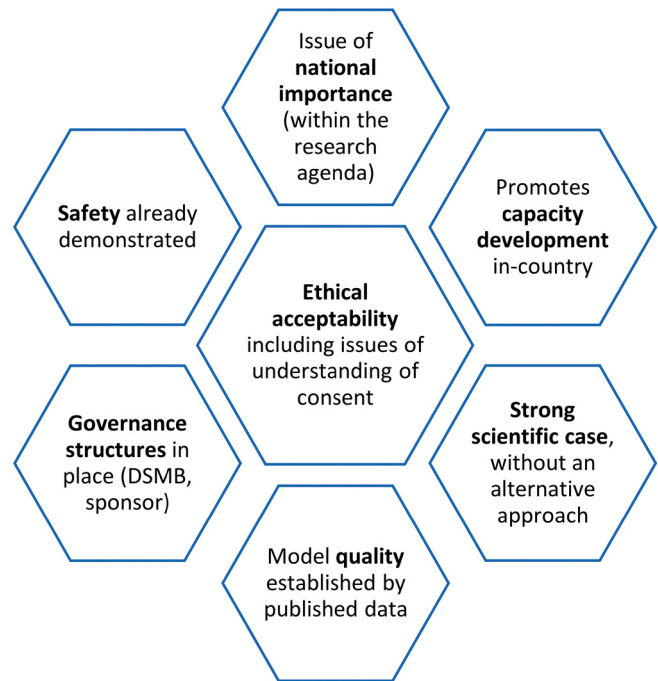 Issue of
national
importance
(within the
research
agenda)
Safety already
demonstrated
Promotes
capacity
development
in-country
Ethical
acceptability
including issues of
understanding of
consent
Governance
structures in
place (DSMB,
sponsor)
Strong
scientific case,
without an
alternative
approach
Model quality
established by
published data